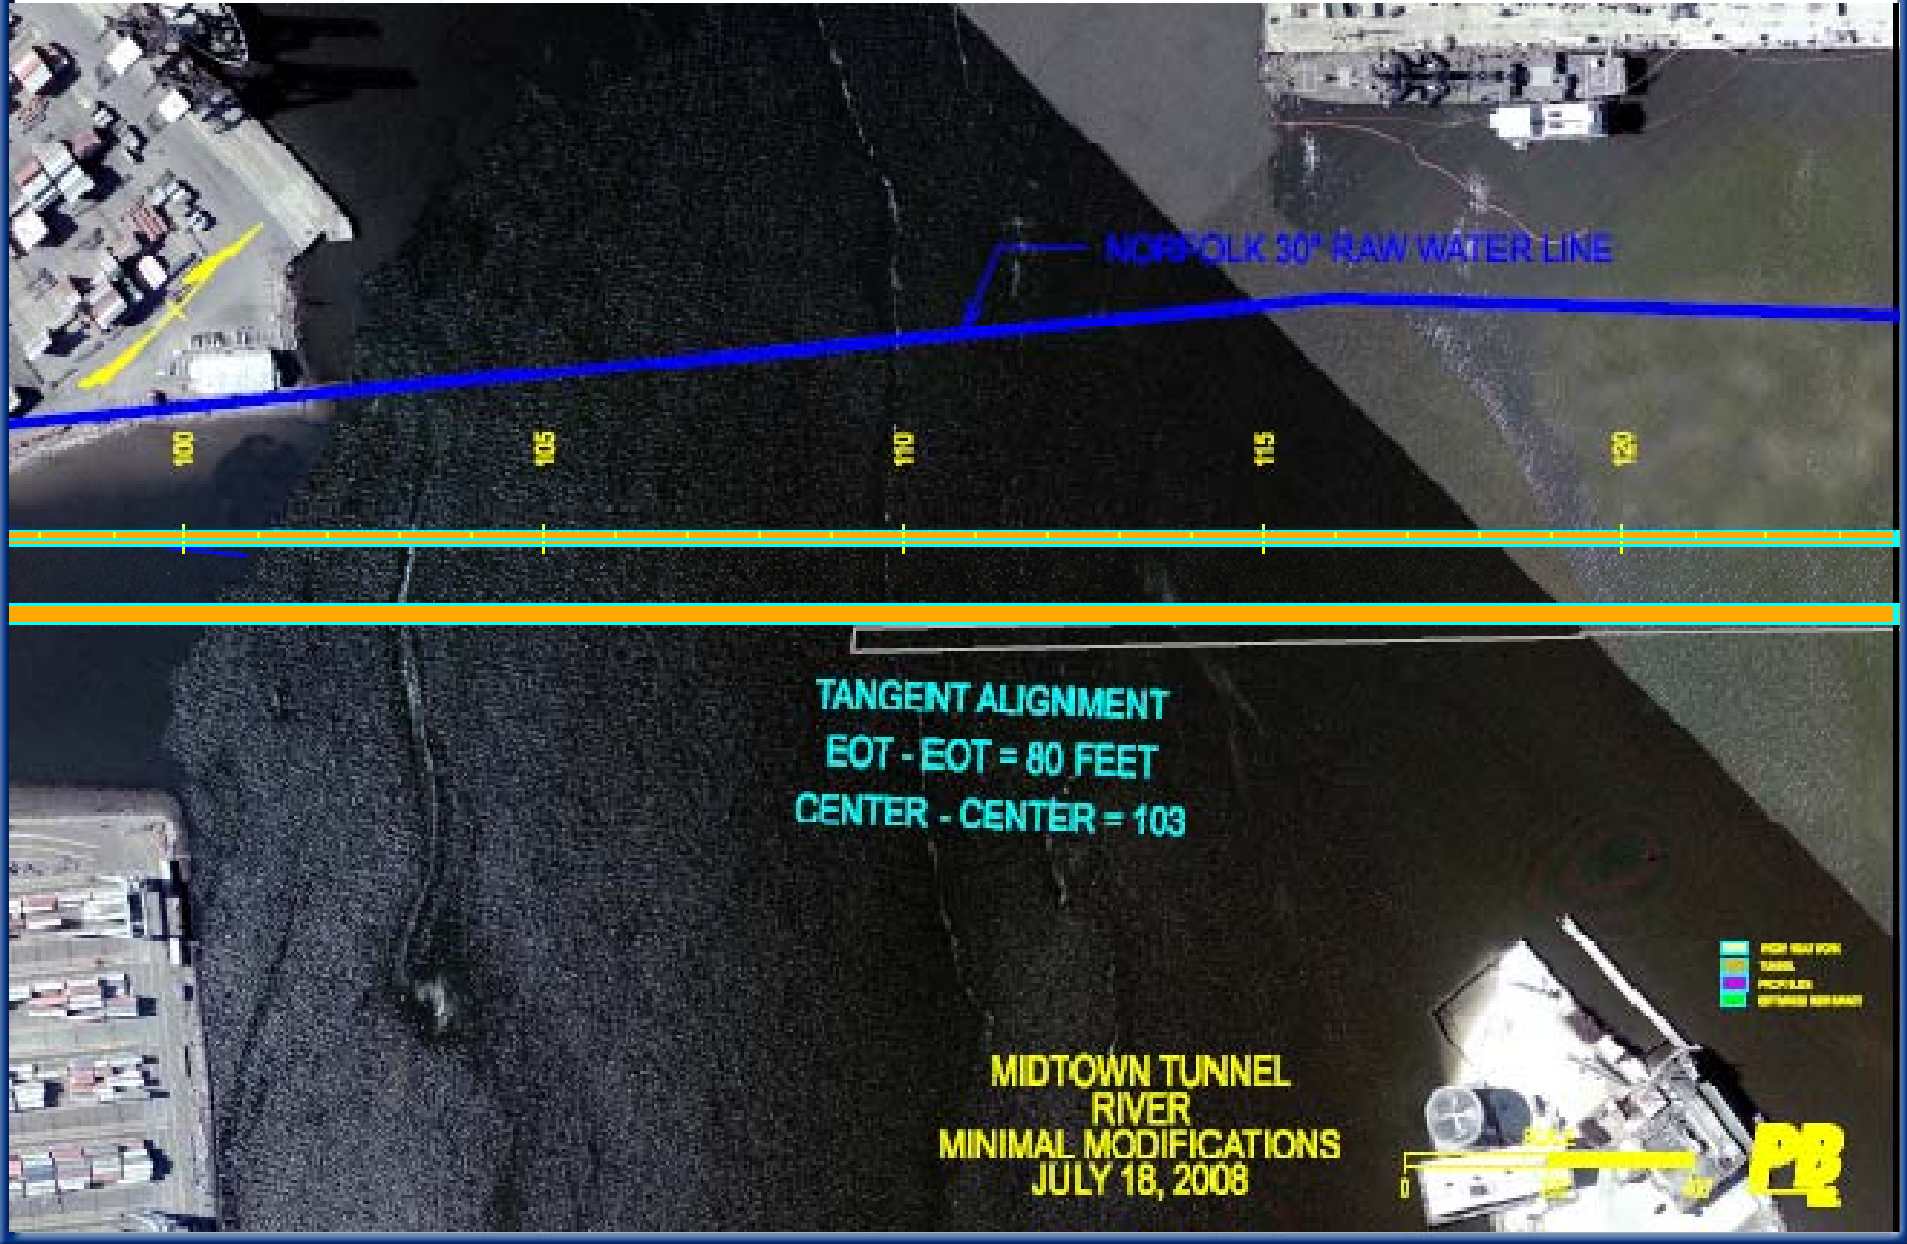 NORFOLK 30" RAW WATER LINE
100
105
110
115
120
TANGENT ALIGNMENT
EOT - EOT = 80 FEET
CENTER - CENTER = 103
TUNNEL
MIDTOWN TUNNEL
RIVER
MINIMAL MODIFICATIONS
JULY 18, 2008
0